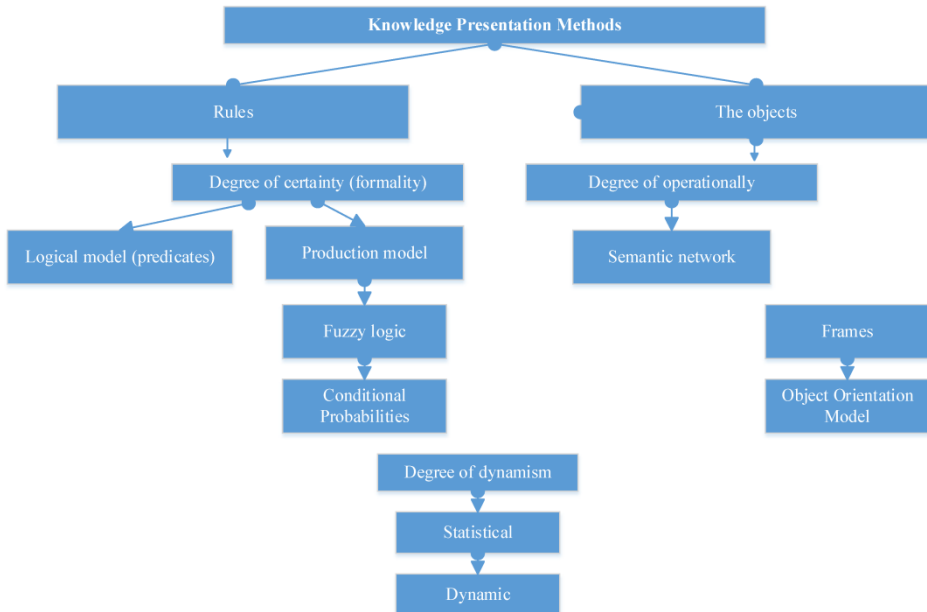 Knowledge Presentation Methods
Rules
The objects
Degree of certainty (formality)
Degree of operationally
Logical model (predicates)
Production model
Semantic network
Fuzzy logic
Frames
Conditional
Probabilities
Object Orientation
Model
Degree of dynamism
Statistical
Dynamic